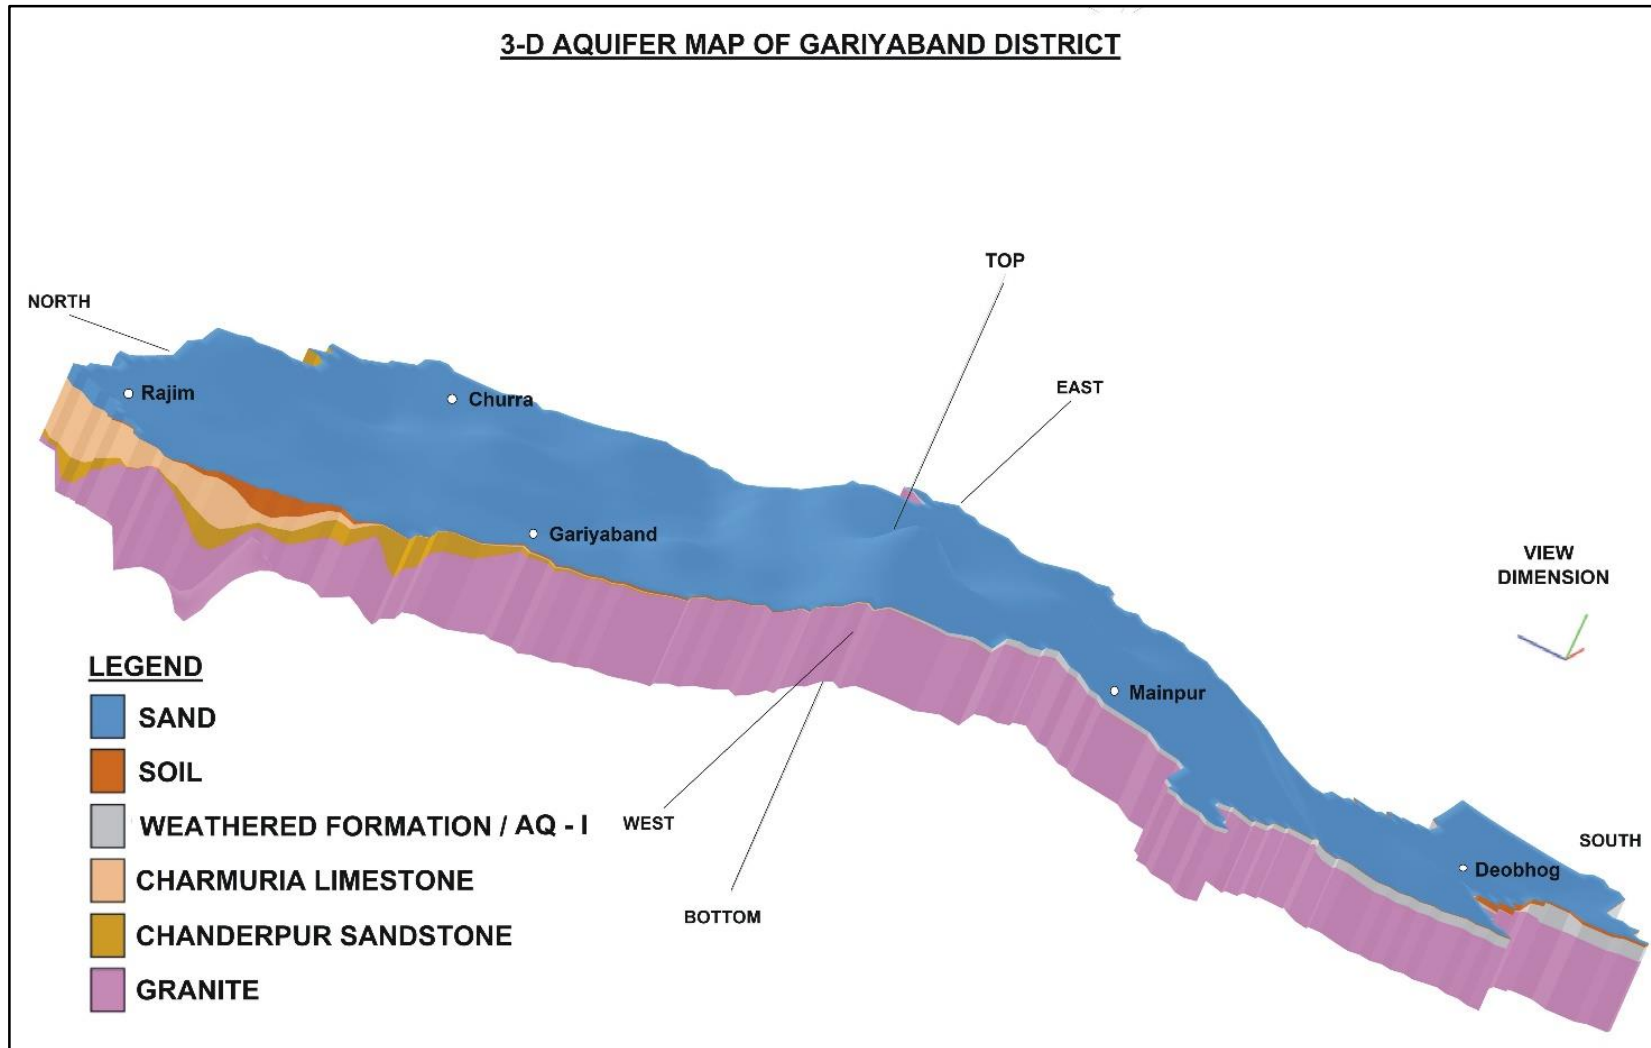 3-D AQUIFER MAP OF GARIYABAND DISTRICT
TOP
NORTH
EAST
Rajim
Churra
Gariyaband
VIEW
DIMENSION
LEGEND
SAND
SOIL
WEATHERED FORMATION / AQ - I
CHARMURIA LIMESTONE
CHANDERPUR SANDSTONE
GRANITE
Mainpur
WEST
SOUTH
Deobhog
BOTTOM